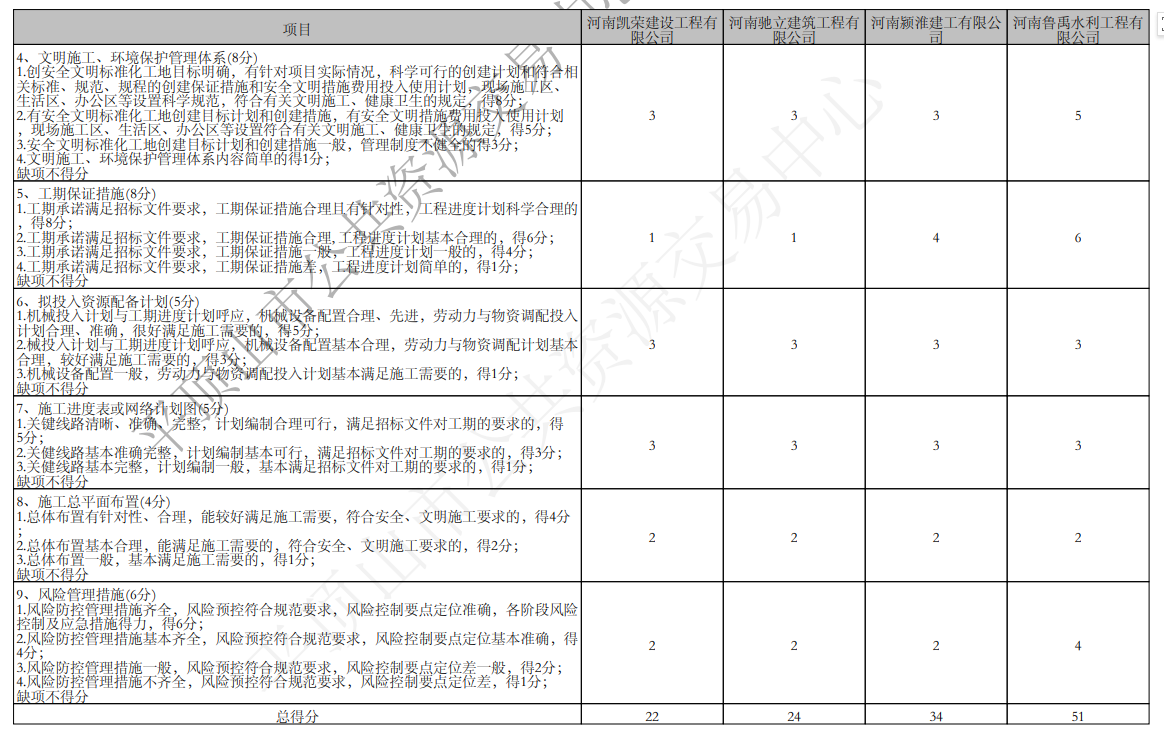 项目
河南凯荣建设工程有
限公司
河南驰立建筑工程有
限公司
河南颍淮建工有限公
司
河南鲁禹水利工程有
限公司
4、文明施工、环境保护管理体系(8分)
1.创安全文明标准化工地目标明确，有针对项目实际情况，科学可行的创建计划和符合相
关标准、规范、规程的创建保证措施和安全文明措施费用投入使用计划，现场施工区、
生活区、办公区等设置科学规范，符合有关文明施工、健康卫生的规定，得8分；
2.有安全文明标准化工地创建目标计划和创建措施，有安全文明措施费用投入使用计划
，现场施工区、生活区、办公区等设置符合有关文明施工、健康卫生的规定，得5分；
3.安全文明标准化工地创建目标计划和创建措施一般，管理制度不健全的得3分；
4.文明施工、环境保护管理体系内容简单的得1分；
缺项不得分
3
3
3
5
5、工期保证措施(8分)
1.工期承诺满足招标文件要求，工期保证措施合理且有针对性，工程进度计划科学合理的
，得8分；
2.工期承诺满足招标文件要求，工期保证措施合理,工程进度计划基本合理的，得6分；
3.工期承诺满足招标文件要求，工期保证措施一般，工程进度计划一般的，得4分；
4.工期承诺满足招标文件要求，工期保证措施差，工程进度计划简单的，得1分；
缺项不得分
1
1
4
6
6、拟投入资源配备计划(5分)
1.机械投入计划与工期进度计划呼应，机械设备配置合理、先进，劳动力与物资调配投入
计划合理、准确，很好满足施工需要的，得5分；
2.械投入计划与工期进度计划呼应，机械设备配置基本合理，劳动力与物资调配计划基本
合理，较好满足施工需要的，得3分；
3.机械设备配置一般，劳动力与物资调配投入计划基本满足施工需要的，得1分；
缺项不得分
3
3
3
3
7、施工进度表或网络计划图(5分)
1.关键线路清晰、准确、完整，计划编制合理可行，满足招标文件对工期的要求的，得
5分；
2.关健线路基本准确完整，计划编制基本可行，满足招标文件对工期的要求的，得3分；
3.关健线路基本完整，计划编制一般，基本满足招标文件对工期的要求的，得1分；
缺项不得分
3
3
3
3
8、施工总平面布置(4分)
1.总体布置有针对性、合理，能较好满足施工需要，符合安全、文明施工要求的，得4分
；
2.总体布置基本合理，能满足施工需要的，符合安全、文明施工要求的，得2分；
3.总体布置一般，基本满足施工需要的，得1分；
缺项不得分
2
2
2
2
9、风险管理措施(6分)
1.风险防控管理措施齐全，风险预控符合规范要求，风险控制要点定位准确，各阶段风险
控制及应急措施得力，得6分；
2.风险防控管理措施基本齐全，风险预控符合规范要求，风险控制要点定位基本准确，得
4分；
3.风险防控管理措施一般，风险预控符合规范要求，风险控制要点定位差一般，得2分；
4.风险防控管理措施不齐全，风险预控符合规范要求，风险控制要点定位差，得1分；
缺项不得分
2
2
2
4
总得分
22
24
34
51
平顶山市公共资源交易中心
平顶山市公共资源交易中心